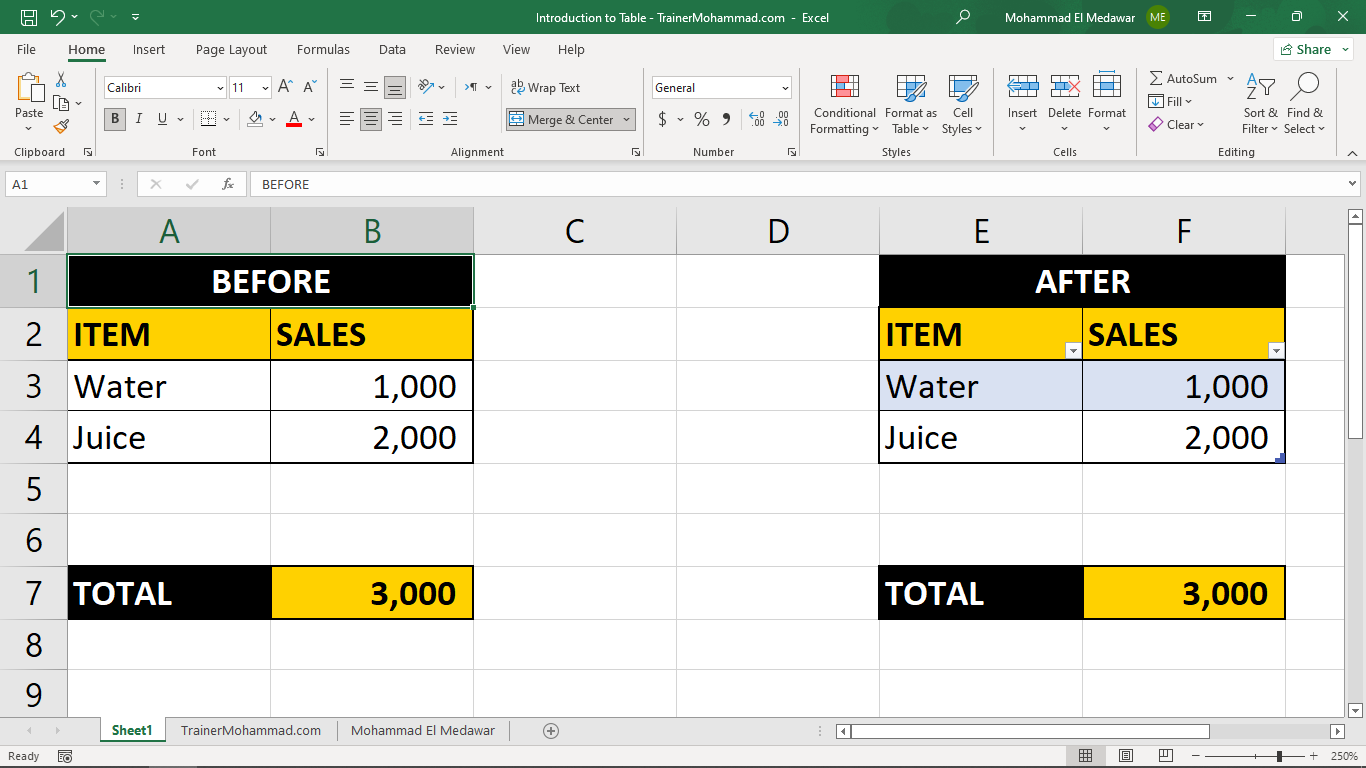 Introduction to Table - TrainerMohammad.com - Excel
Mohammad El Medawar ME
File Home Insert Page Layout Formulas Data Review View Help Share
Paste
Clipboard
Calibri 11
B I U A
Font
ab Wrap Text
Merge & Center
Alignment
General
$ % 9 .00 .00
Number
Conditional Formatting
Format as Table
Cell Styles
Styles
Insert Delete Format
Cells
AutoSum
Fill
Clear
Sort & Filter
Find & Select
Editing
A1 fx BEFORE
A B C D E F
1 BEFORE AFTER
2 ITEM SALES ITEM SALES
3 Water 1,000 Water 1,000
4 Juice 2,000 Juice 2,000
5
6
7 TOTAL 3,000 TOTAL 3,000
8
9
Sheet1 TrainerMohammad.com Mohammad El Medawar
Ready 250%